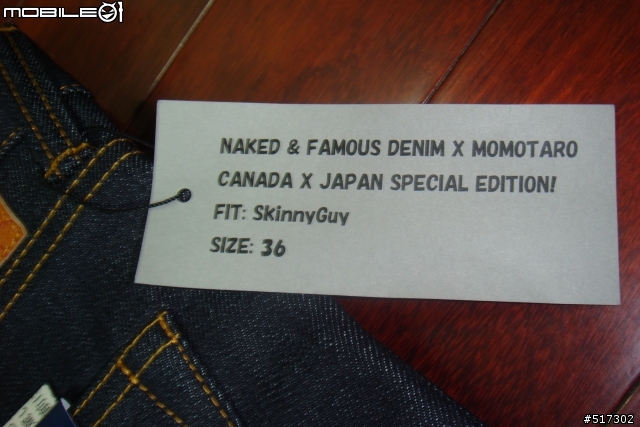 MOBILE01
NAKED & FAMOUS DENIM X MOMOTARO
CANADA X JAPAN SPECIAL EDITION!
FIT: SkinnyGuy
SIZE: 36
#517302